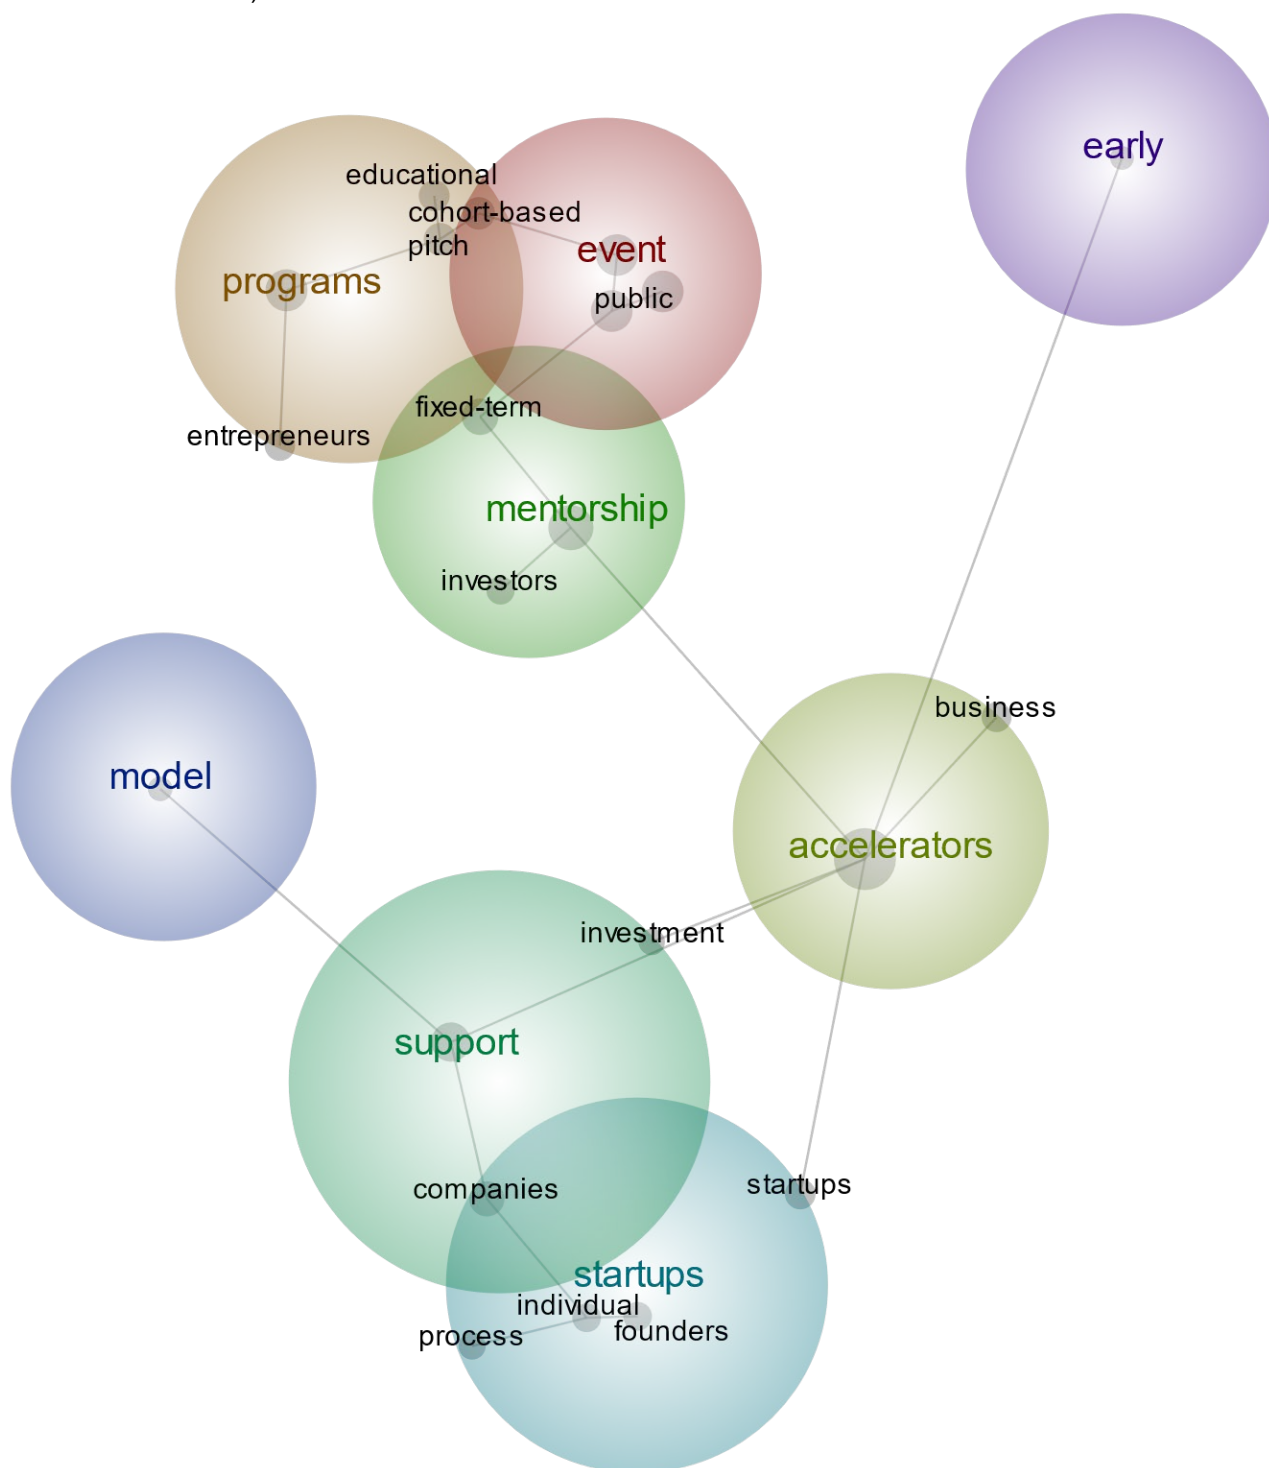 early
educational
cohort-based
pitch
event
programs
public
fixed-term
entrepreneurs
mentorship
investors
business
model
accelerators
investment
support
companies
startups
startups
individual
founders
process